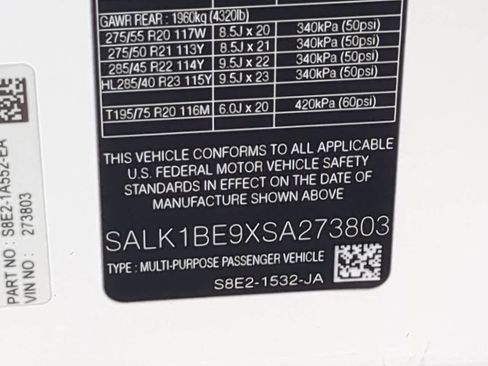 GAWR REAR : 1960kg (4320lb)
275/55 R20 117W 8.5J x 20 340kPa (50psi)
275/50 R21 113Y 8.5J x 21 340kPa (50psi)
285/45 R22 114Y 9.5J x 22 340kPa (50psi)
HL285/40 R23 115Y 9.5J x 23 340kPa (50psi)
T195/75 R20 116M 6.0J x 20 420kPa (60psi)
THIS VEHICLE CONFORMS TO ALL APPLICABLE
U.S. FEDERAL MOTOR VEHICLE SAFETY
STANDARDS IN EFFECT ON THE DATE OF
MANUFACTURE SHOWN ABOVE
SALK1BE9XSA273803
TYPE : MULTI-PURPOSE PASSENGER VEHICLE
S8E2-1532-JA
PART NO : S8E2-1A552-EA
VIN NO : 273803